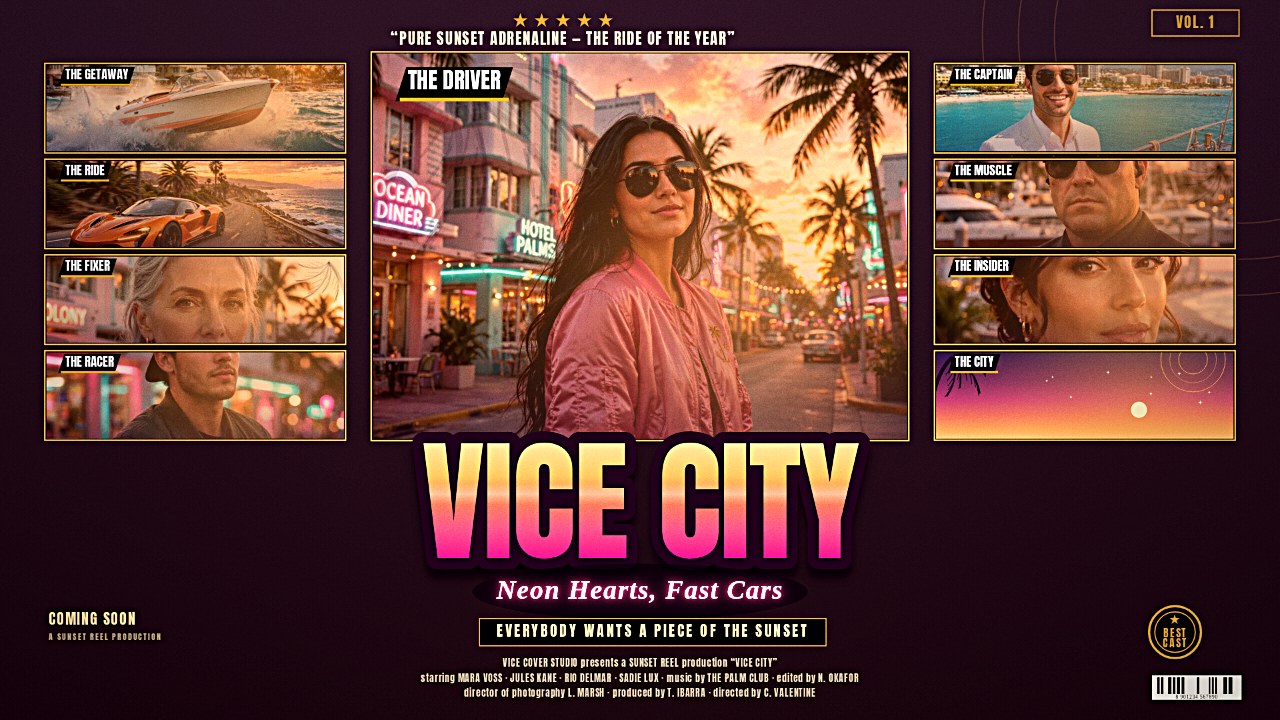 ★★★★★
“PURE SUNSET ADRENALINE – THE RIDE OF THE YEAR”
VOL. 1
THE GETAWAY
THE RIDE
THE FIXER
OLONY
THE RACER
THE DRIVER
OCEAN
DINER
HOTEL
PALMS
THE CAPTAIN
THE MUSCLE
THE INSIDER
THE CITY
VICE CITY
Neon Hearts, Fast Cars
EVERYBODY WANTS A PIECE OF THE SUNSET
VICE COVER STUDIO presents a SUNSET REEL production “VICE CITY”
starring MARA VOSS · JULES KANE · RIO DELMAR · SADIE LUX · music by THE PALM CLUB · edited by N. OKAFOR
director of photography L. MARSH · produced by T. IBARRA · directed by C. VALENTINE
COMING SOON
A SUNSET REEL PRODUCTION
★
BEST
CAST